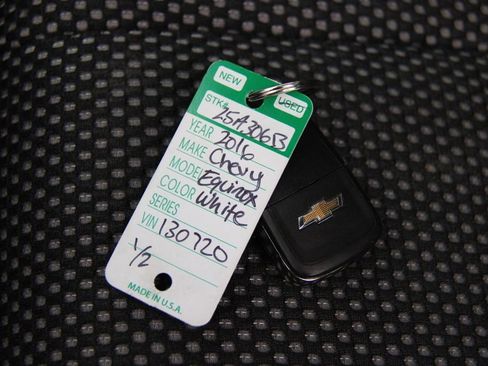 NEW USED
STK# 25A306B
YEAR 2016
MAKE Chevy
MODEL Equinox
COLOR White
SERIES
VIN 130720
1/2
MADE IN U.S.A.